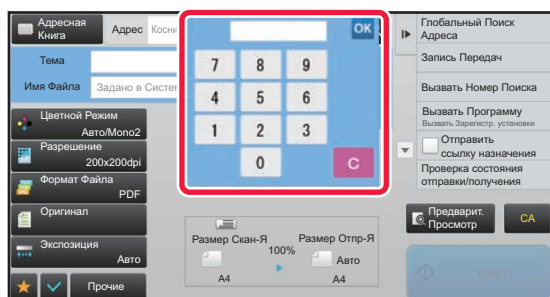 Адресная
Книга
Адрес
Косни
OK
Тема
Имя Файла
Задано в Систем
7
8
9
4
5
6
1
2
3
0
C
Цветной Режим
Авто/Mono2
Разрешение
200x200dpi
Формат Файла
PDF
Оригинал
Экспозиция
Авто
Прочие
Размер Скан-Я
100%
Размер Отпр-Я
Авто
A4
A4
Глобальный Поиск
Адреса
Запись Передач
Вызвать Номер Поиска
Вызвать Программу
Вызвать Зарегистр. установки
Отправить
ссылку назначения
Проверка состояния
отправки/получения
Предварит.
Просмотр
CA
Старт